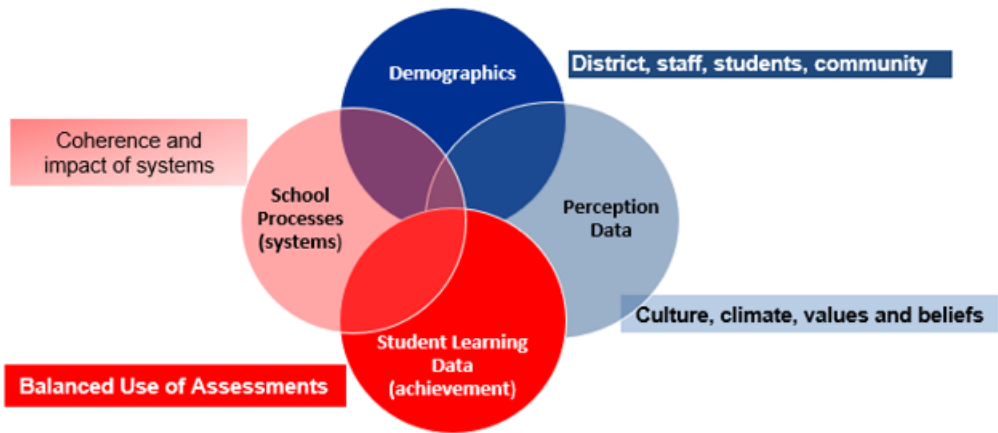 Demographics
District, staff, students, community
Coherence and
impact of systems
School
Processes
(systems)
Perception
Data
Culture, climate, values and beliefs
Student Learning
Data
(achievement)
Balanced Use of Assessments